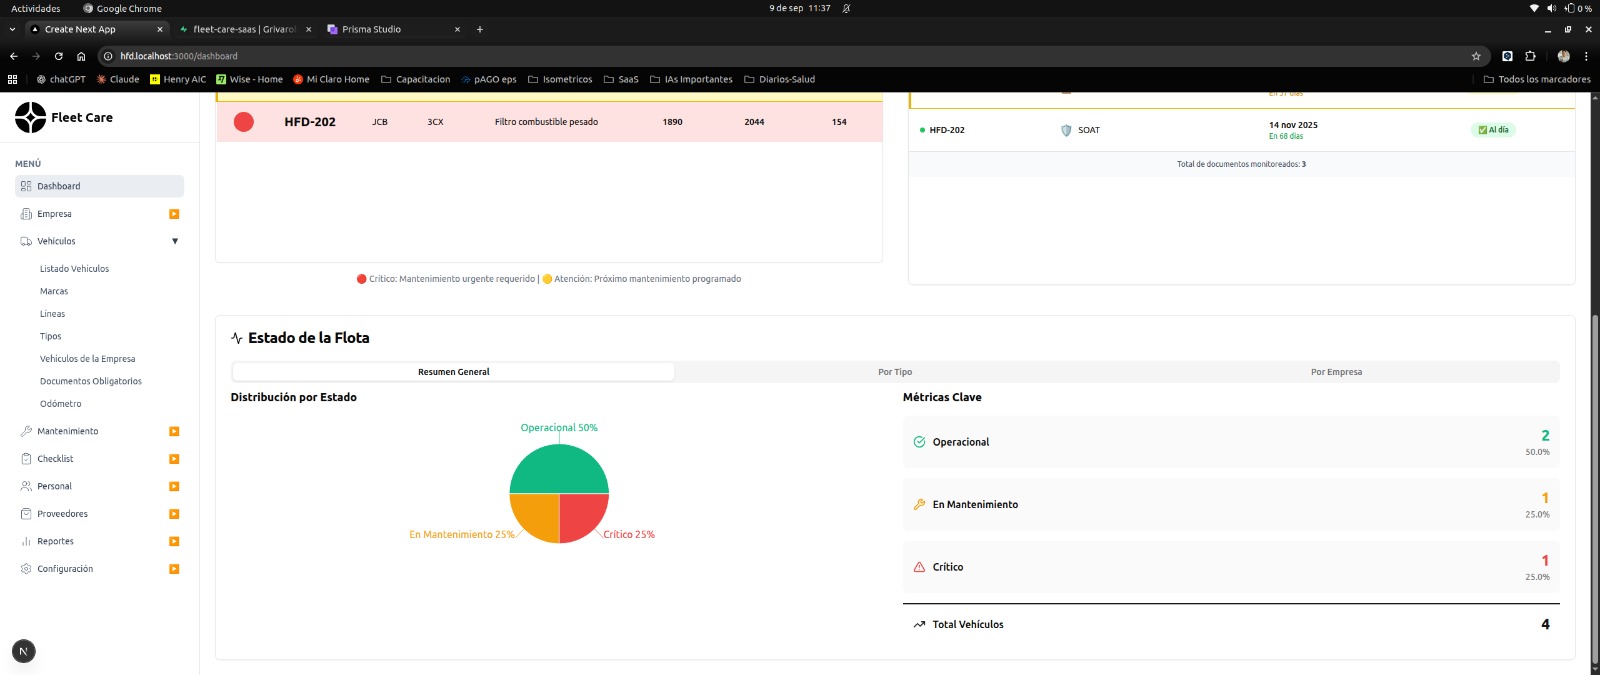 Actividades
Google Chrome
9 de sep 11:37
0 %
Create Next App
fleet-care-saas | Grivarol
Prisma Studio
hfd.localhost:3000/dashboard
chatGPT
Claude
Henry AIC
Wise - Home
Mi Claro Home
Capacitacion
pAGO eps
Isometricos
SaaS
IAs Importantes
Diarios-Salud
Todos los marcadores
Fleet Care
MENÚ
Dashboard
Empresa
Vehículos
Listado Vehículos
Marcas
Líneas
Tipos
Vehículos de la Empresa
Documentos Obligatorios
Odómetro
Mantenimiento
Checklist
Personal
Proveedores
Reportes
Configuración
N
HFD-202 JCB 3CX Filtro combustible pesado 1890 2044 154
Crítico: Mantenimiento urgente requerido | Atención: Próximo mantenimiento programado
En 37 días
HFD-202 SOAT 14 nov 2025 Al día
En 68 días
Total de documentos monitoreados: 3
Estado de la Flota
Resumen General
Por Tipo
Por Empresa
Distribución por Estado
Operacional 50%
En Mantenimiento 25%
Crítico 25%
Métricas Clave
Operacional 2
50.0%
En Mantenimiento 1
25.0%
Crítico 1
25.0%
Total Vehículos 4